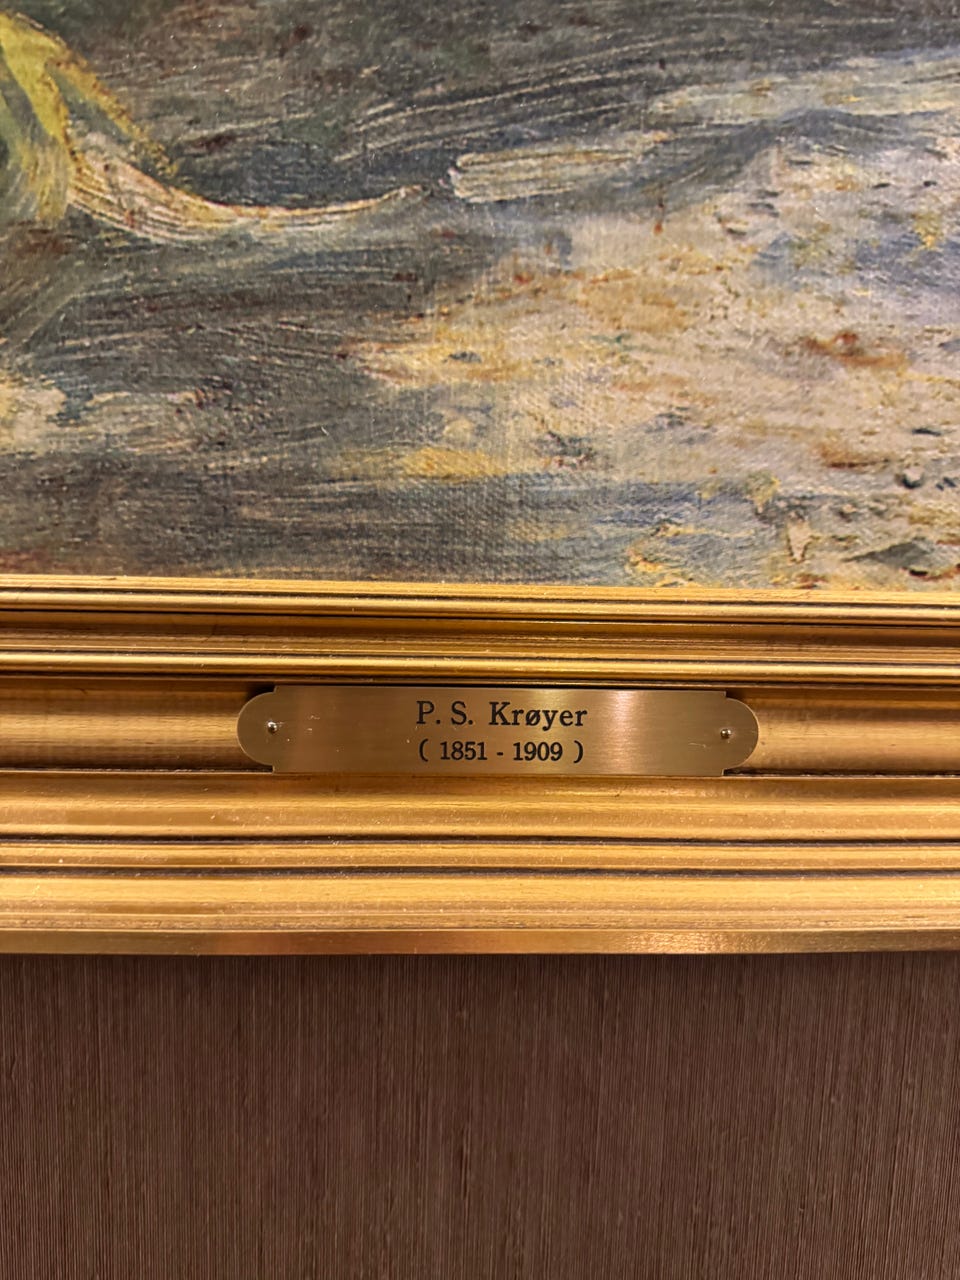 P. S. Krøyer
( 1851 - 1909 )